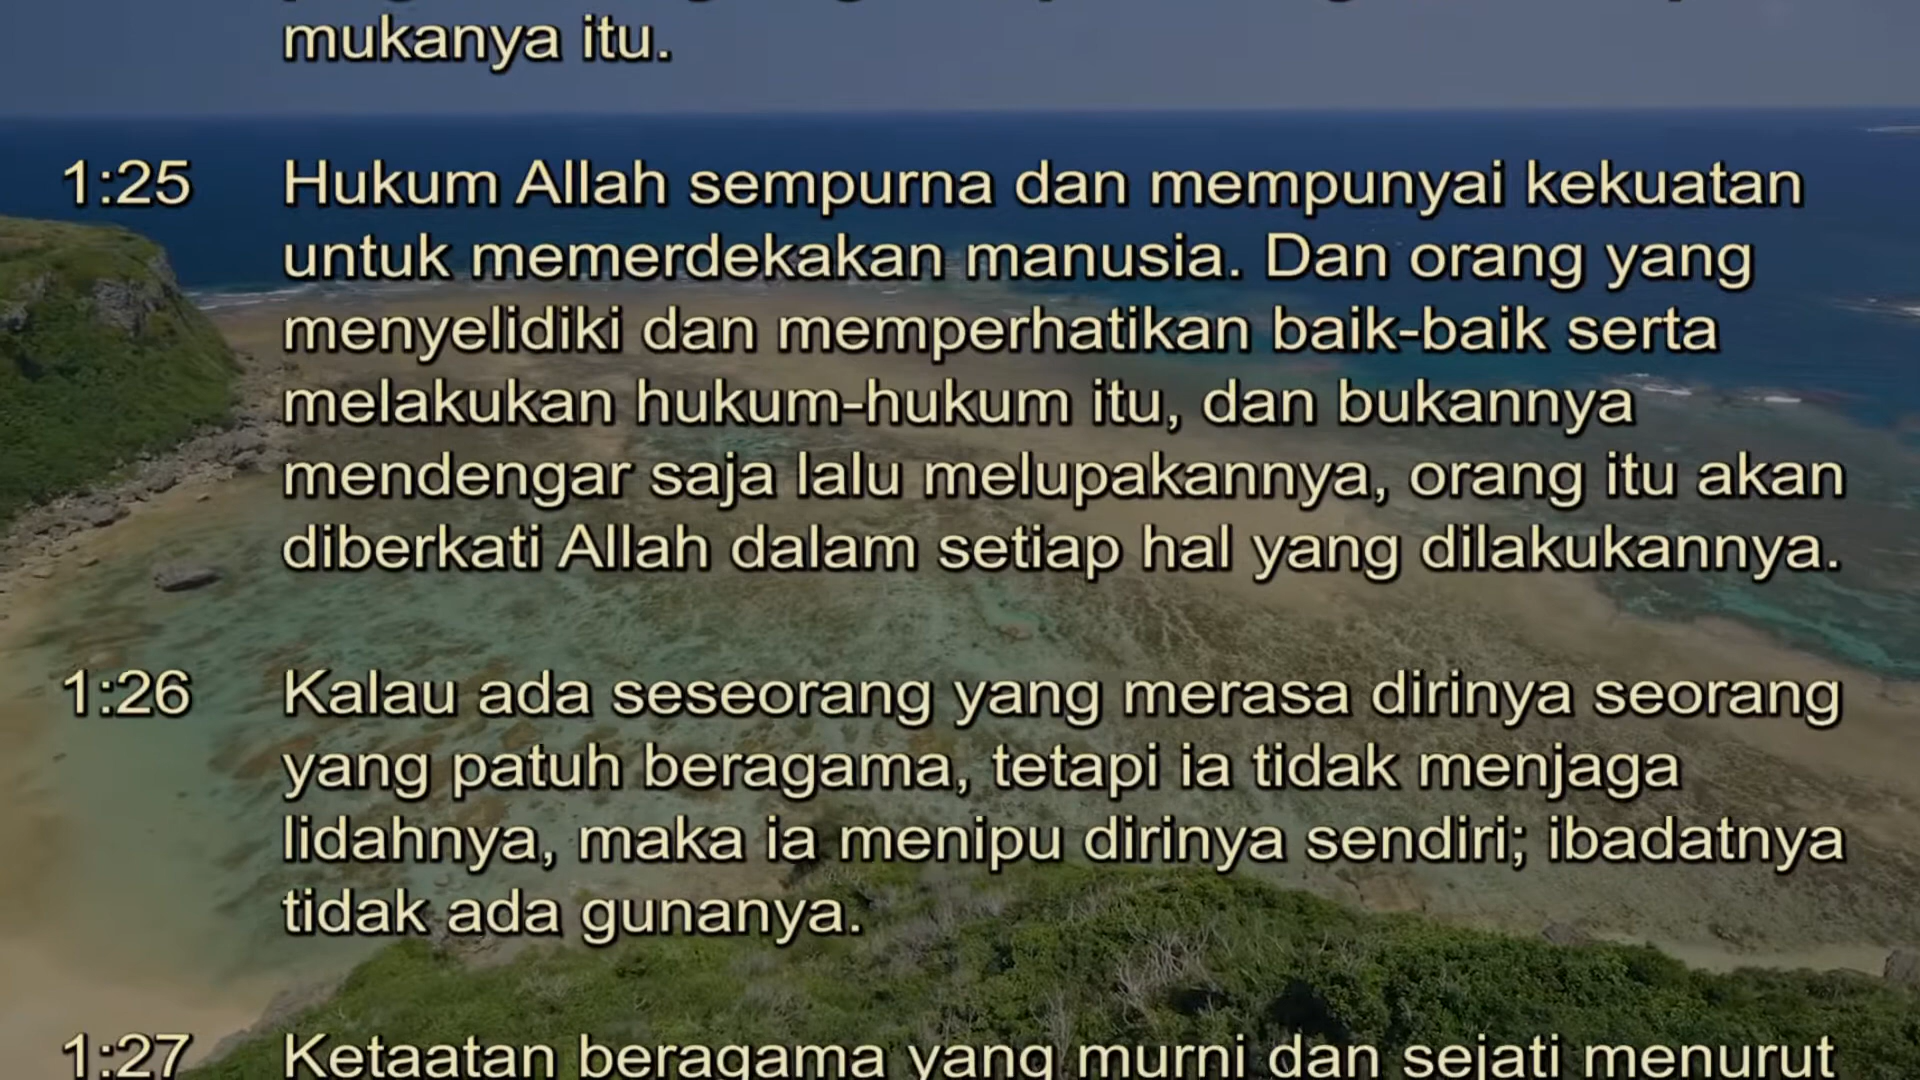 mukanya itu.
1:25 Hukum Allah sempurna dan mempunyai kekuatan
untuk memerdekakan manusia. Dan orang yang
menyelidiki dan memperhatikan baik-baik serta
melakukan hukum-hukum itu, dan bukannya
mendengar saja lalu melupakannya, orang itu akan
diberkati Allah dalam setiap hal yang dilakukannya.
1:26 Kalau ada seseorang yang merasa dirinya seorang
yang patuh beragama, tetapi ia tidak menjaga
lidahnya, maka ia menipu dirinya sendiri; ibadatnya
tidak ada gunanya.
1:27 Ketaatan beragama yang murni dan sejati menurut